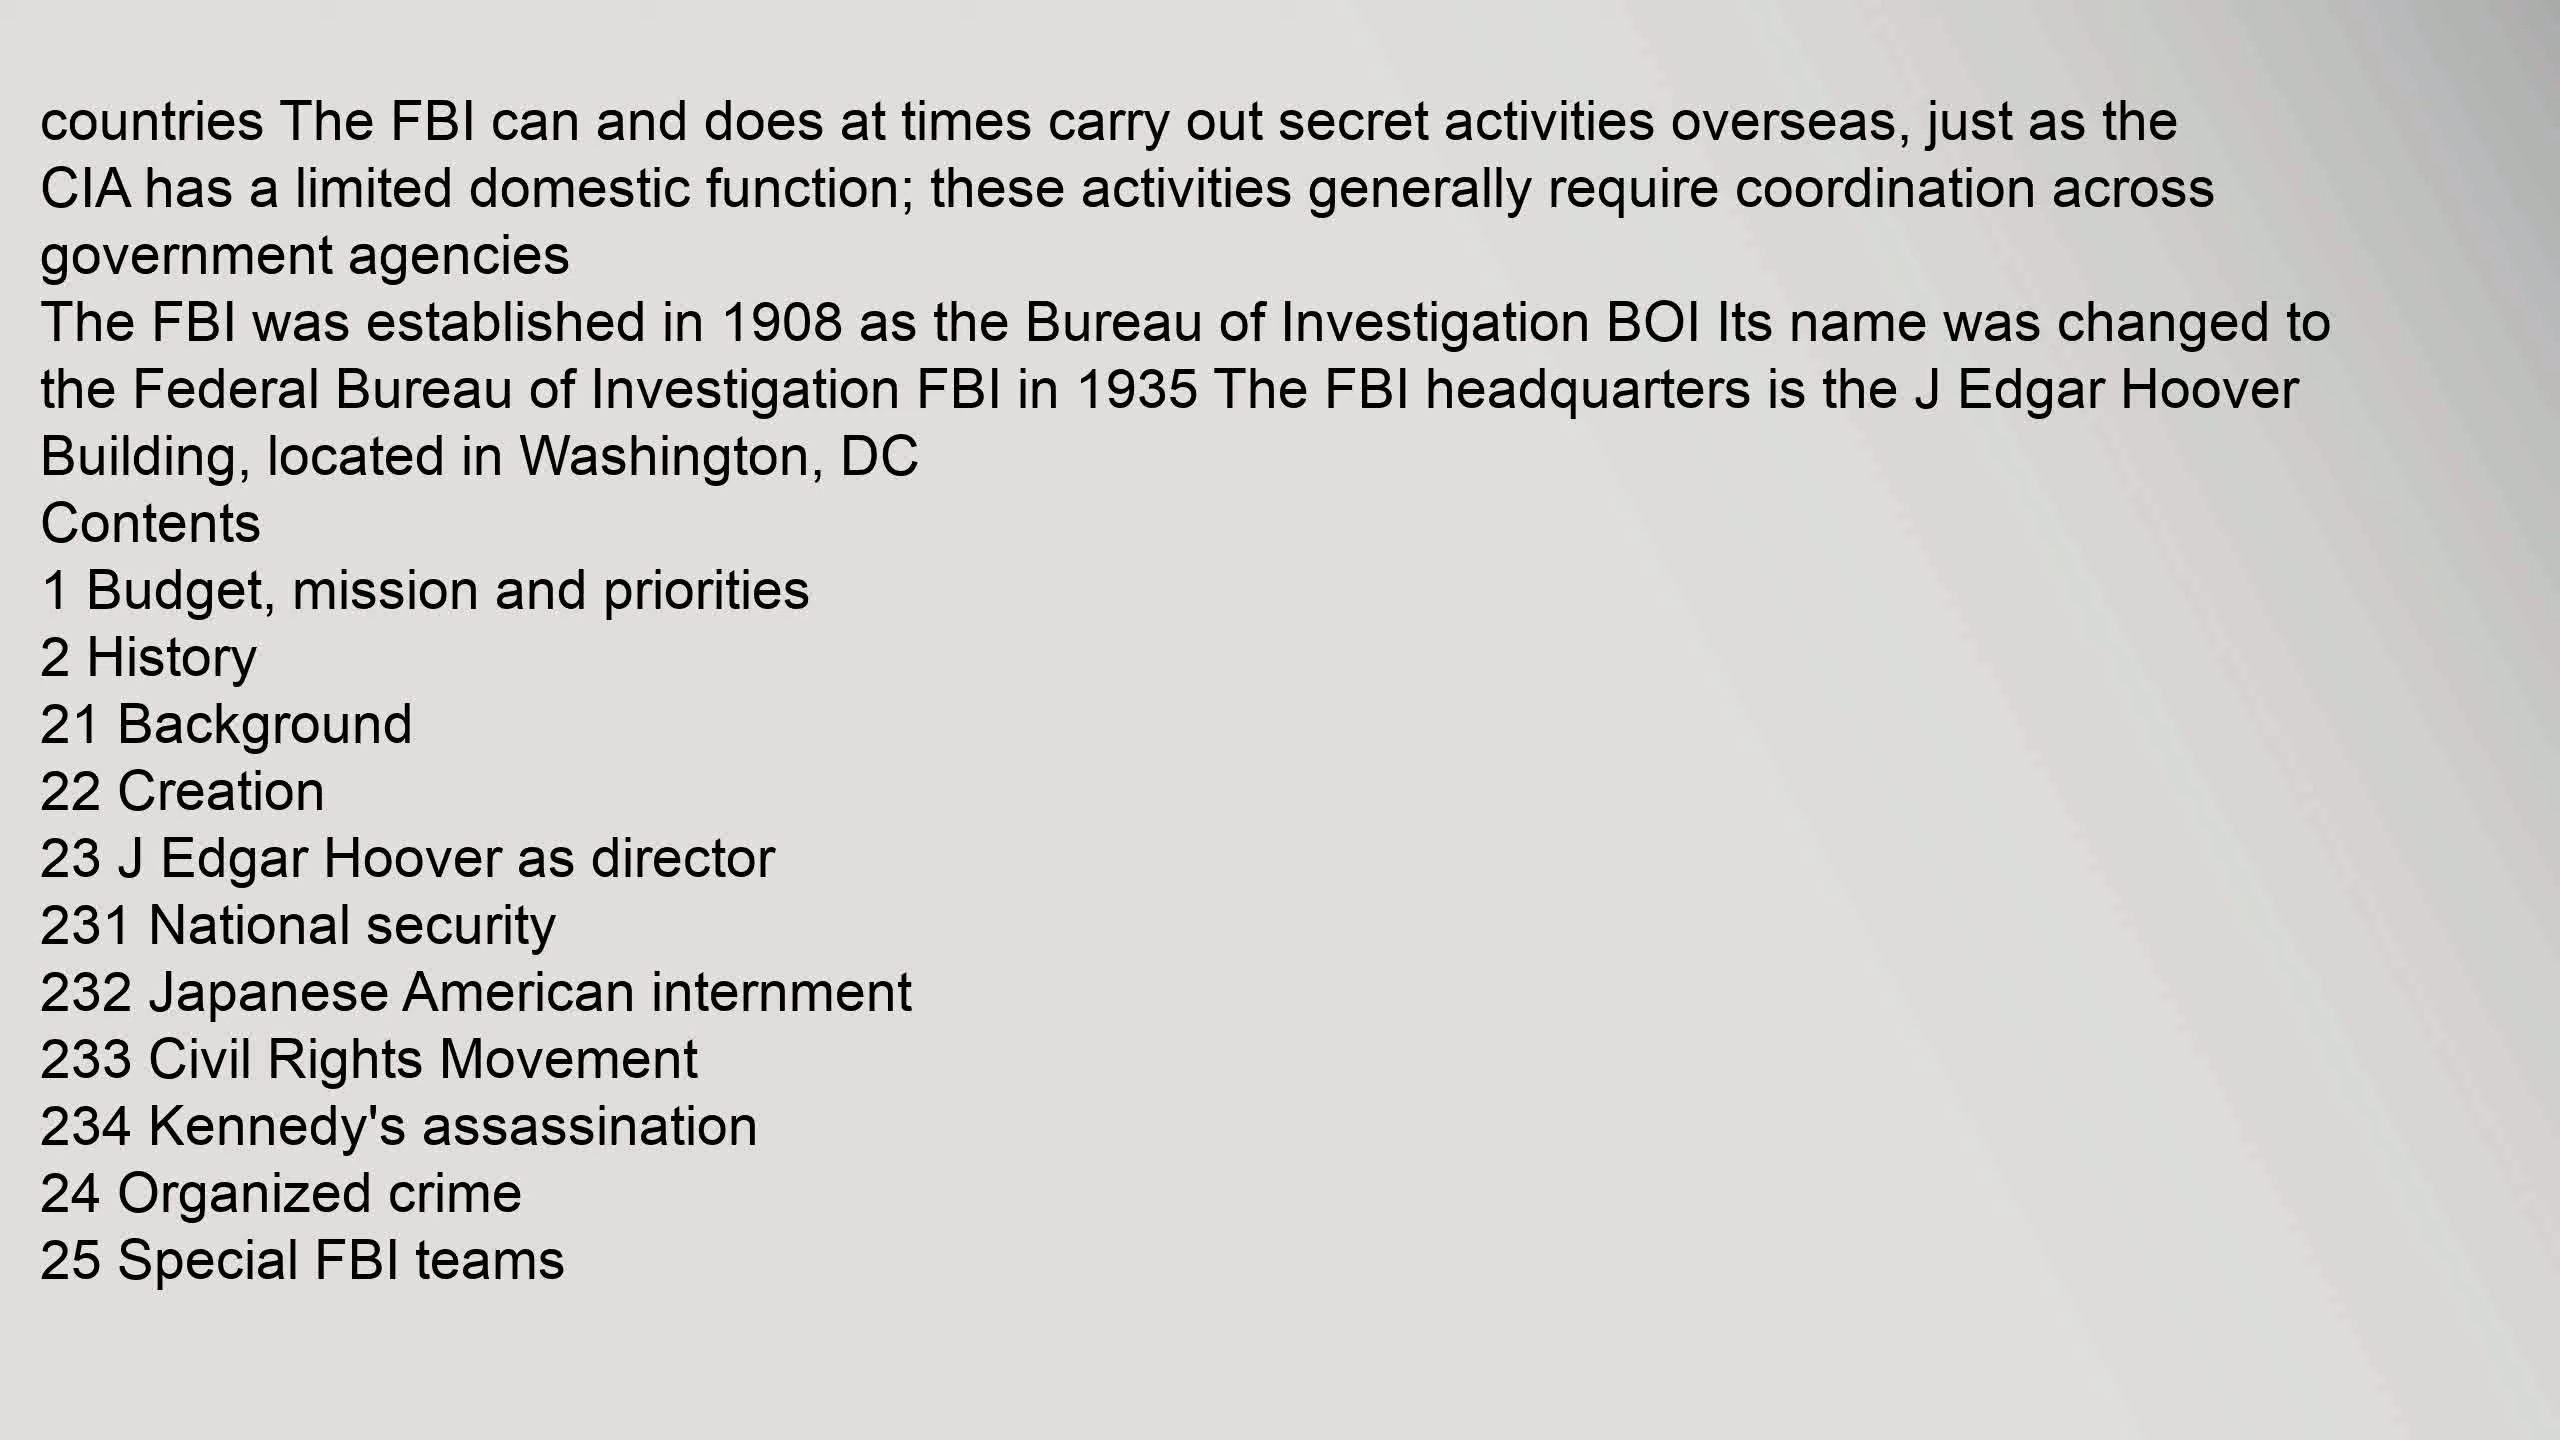 countries The FBI can and does at times carry out secret activities overseas, just as the
CIA has a limited domestic function; these activities generally require coordination across
government agencies
The FBI was established in 1908 as the Bureau of Investigation BOI Its name was changed to
the Federal Bureau of Investigation FBI in 1935 The FBI headquarters is the J Edgar Hoover
Building, located in Washington, DC
Contents
1 Budget, mission and priorities
2 History
21 Background
22 Creation
23 J Edgar Hoover as director
231 National security
232 Japanese American internment
233 Civil Rights Movement
234 Kennedy's assassination
24 Organized crime
25 Special FBI teams